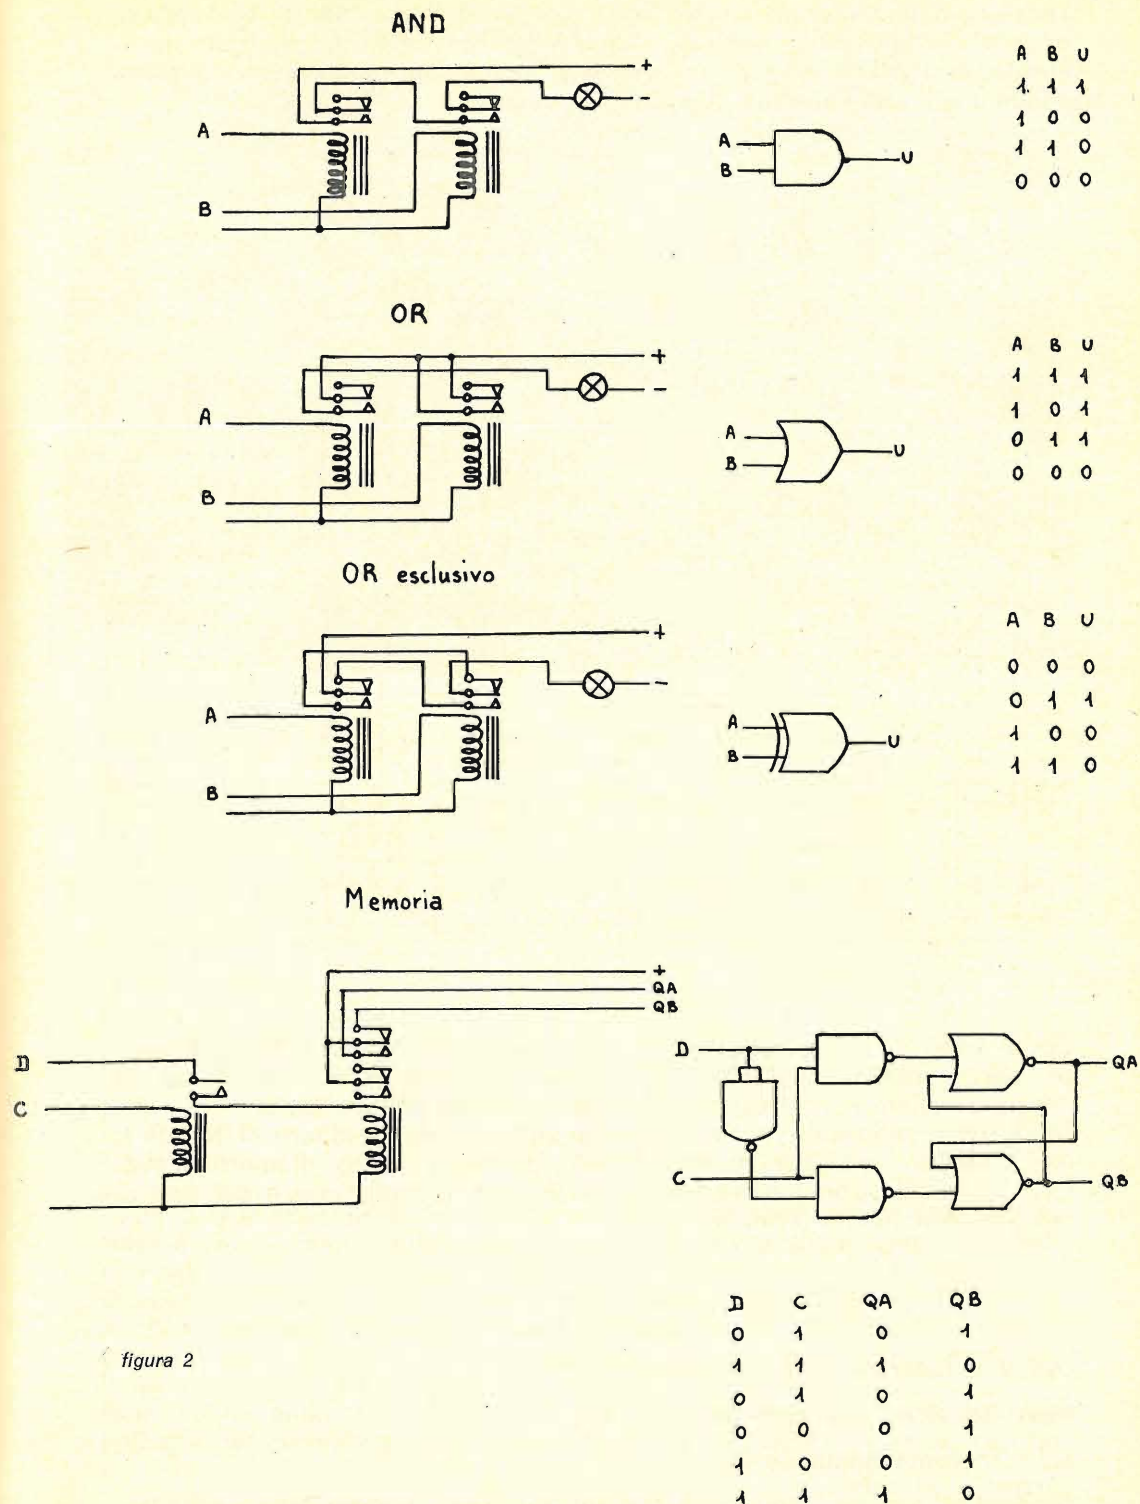 AND
+
-
A
B
A
B
U
A B U
1. 1 1
1 0 0
1 1 0
0 0 0
OR
+
-
A
B
A
B
U
A B U
1 1 1
1 0 1
0 1 1
0 0 0
OR esclusivo
+
-
A
B
A
B
U
A B U
0 0 0
0 1 1
1 0 0
1 1 0
Memoria
+
QA
QB
D
C
D
C
QA
QB
D C QA QB
0 1 0 1
1 1 1 0
0 1 0 1
0 0 0 1
1 0 0 1
1 1 1 0
figura 2